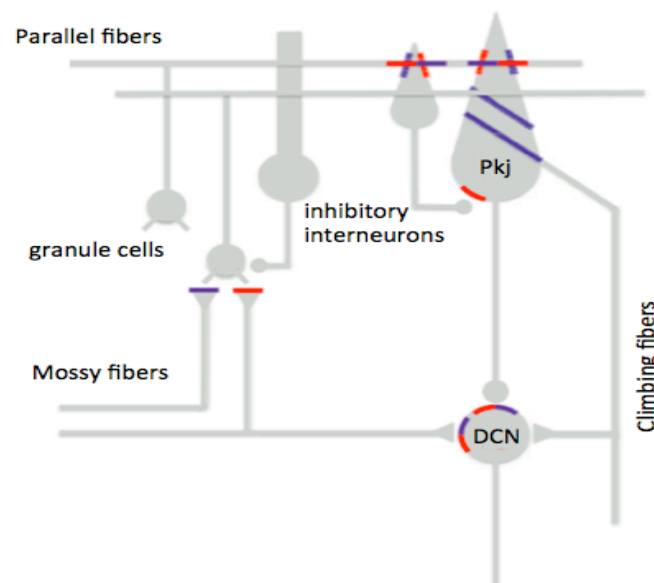 Parallel fibers
Pkj
inhibitory
interneurons
granule cells
Mossy fibers
Climbing fibers
DCN